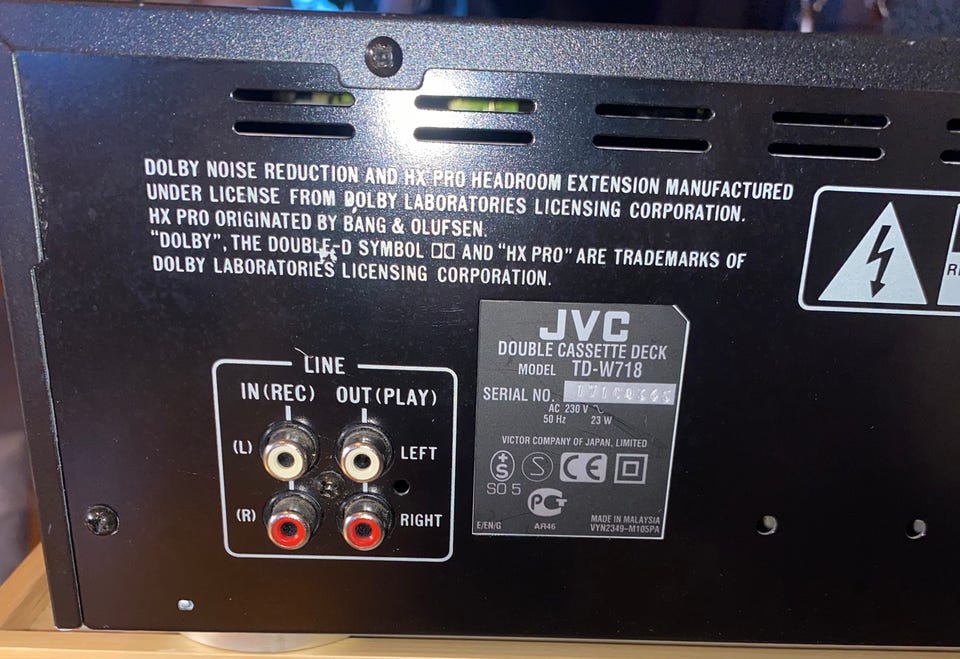 DOLBY NOISE REDUCTION AND HX PRO HEADROOM EXTENSION MANUFACTURED
UNDER LICENSE FROM DOLBY LABORATORIES LICENSING CORPORATION.
HX PRO ORIGINATED BY BANG & OLUFSEN.
"DOLBY", THE DOUBLE-D SYMBOL AND "HX PRO" ARE TRADEMARKS OF
DOLBY LABORATORIES LICENSING CORPORATION.
LINE
IN (REC) OUT (PLAY)
(L) LEFT
(R) RIGHT
JVC
DOUBLE CASSETTE DECK
MODEL TD-W718
SERIAL NO.
AC 230 V ~
50 Hz 23 W
VICTOR COMPANY OF JAPAN, LIMITED
+S S CE
SO 5
PCT
E/EN/G AR46 MADE IN MALAYSIA
VYN2349-M105PA